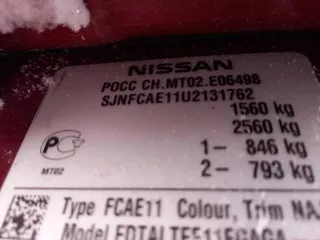 NISSAN
POCC CH.MT02.E06498
SJNFCAE11U2131762
1560 kg
2560 kg
1- 846 kg
2- 793 kg
MT02
Type FCAE11 Colour, Trim NA